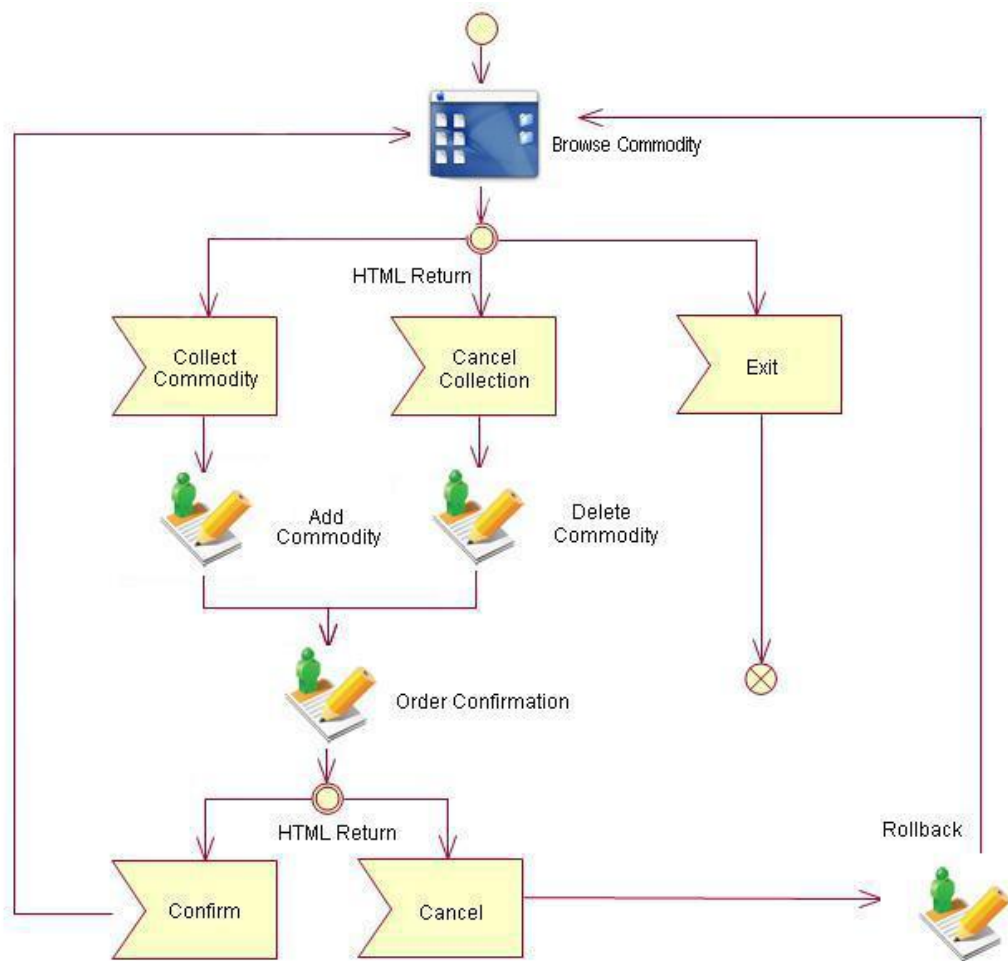 Browse Commodity
HTML Return
Collect
Commodity
Cancel
Collection
Exit
Add
Commodity
Delete
Commodity
Order Confirmation
HTML Return
Rollback
Confirm
Cancel